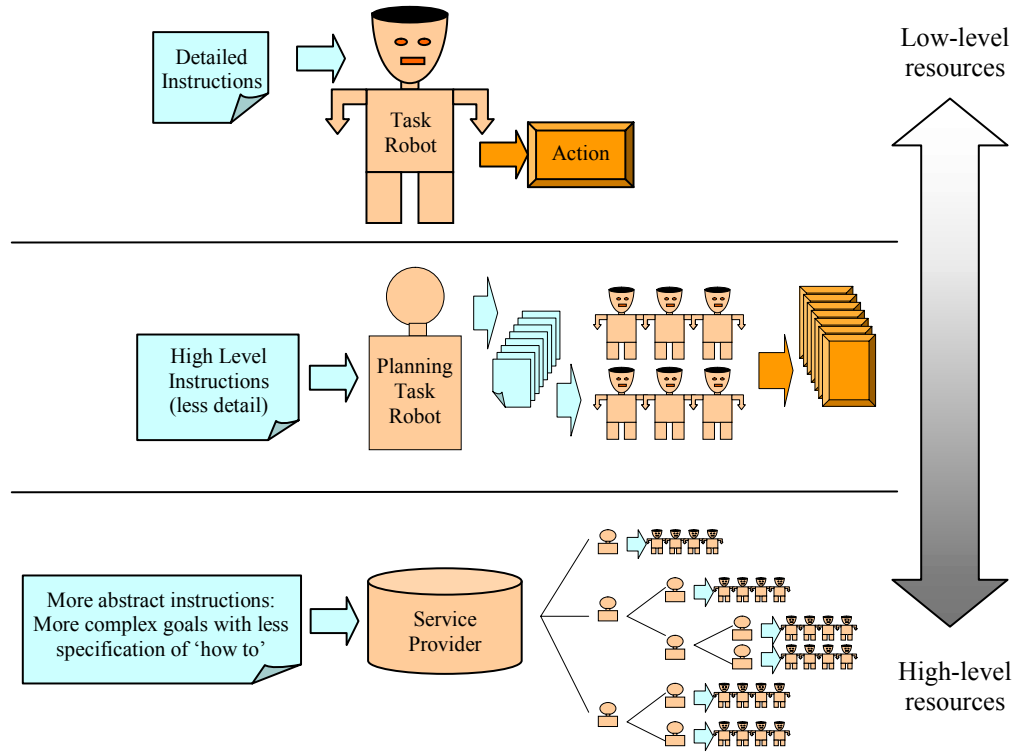 Detailed
Instructions
Task
Robot
Action
Low-level
resources
High Level
Instructions
(less detail)
Planning
Task
Robot
More abstract instructions:
More complex goals with less
specification of ‘how to’
Service
Provider
High-level
resources